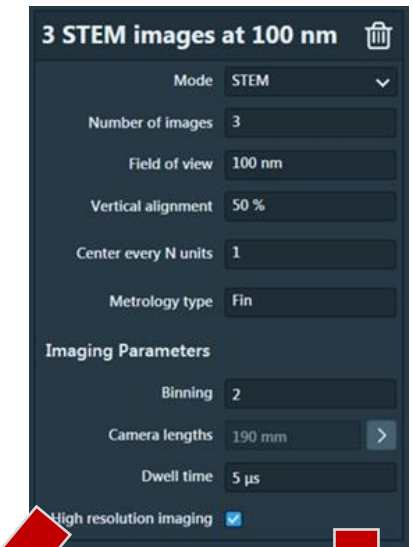 3 STEM images at 100 nm
Mode STEM
Number of images 3
Field of view 100 nm
Vertical alignment 50 %
Center every N units 1
Metrology type Fin
Imaging Parameters
Binning 2
Camera lengths 190 mm
Dwell time 5 µs
High resolution imaging